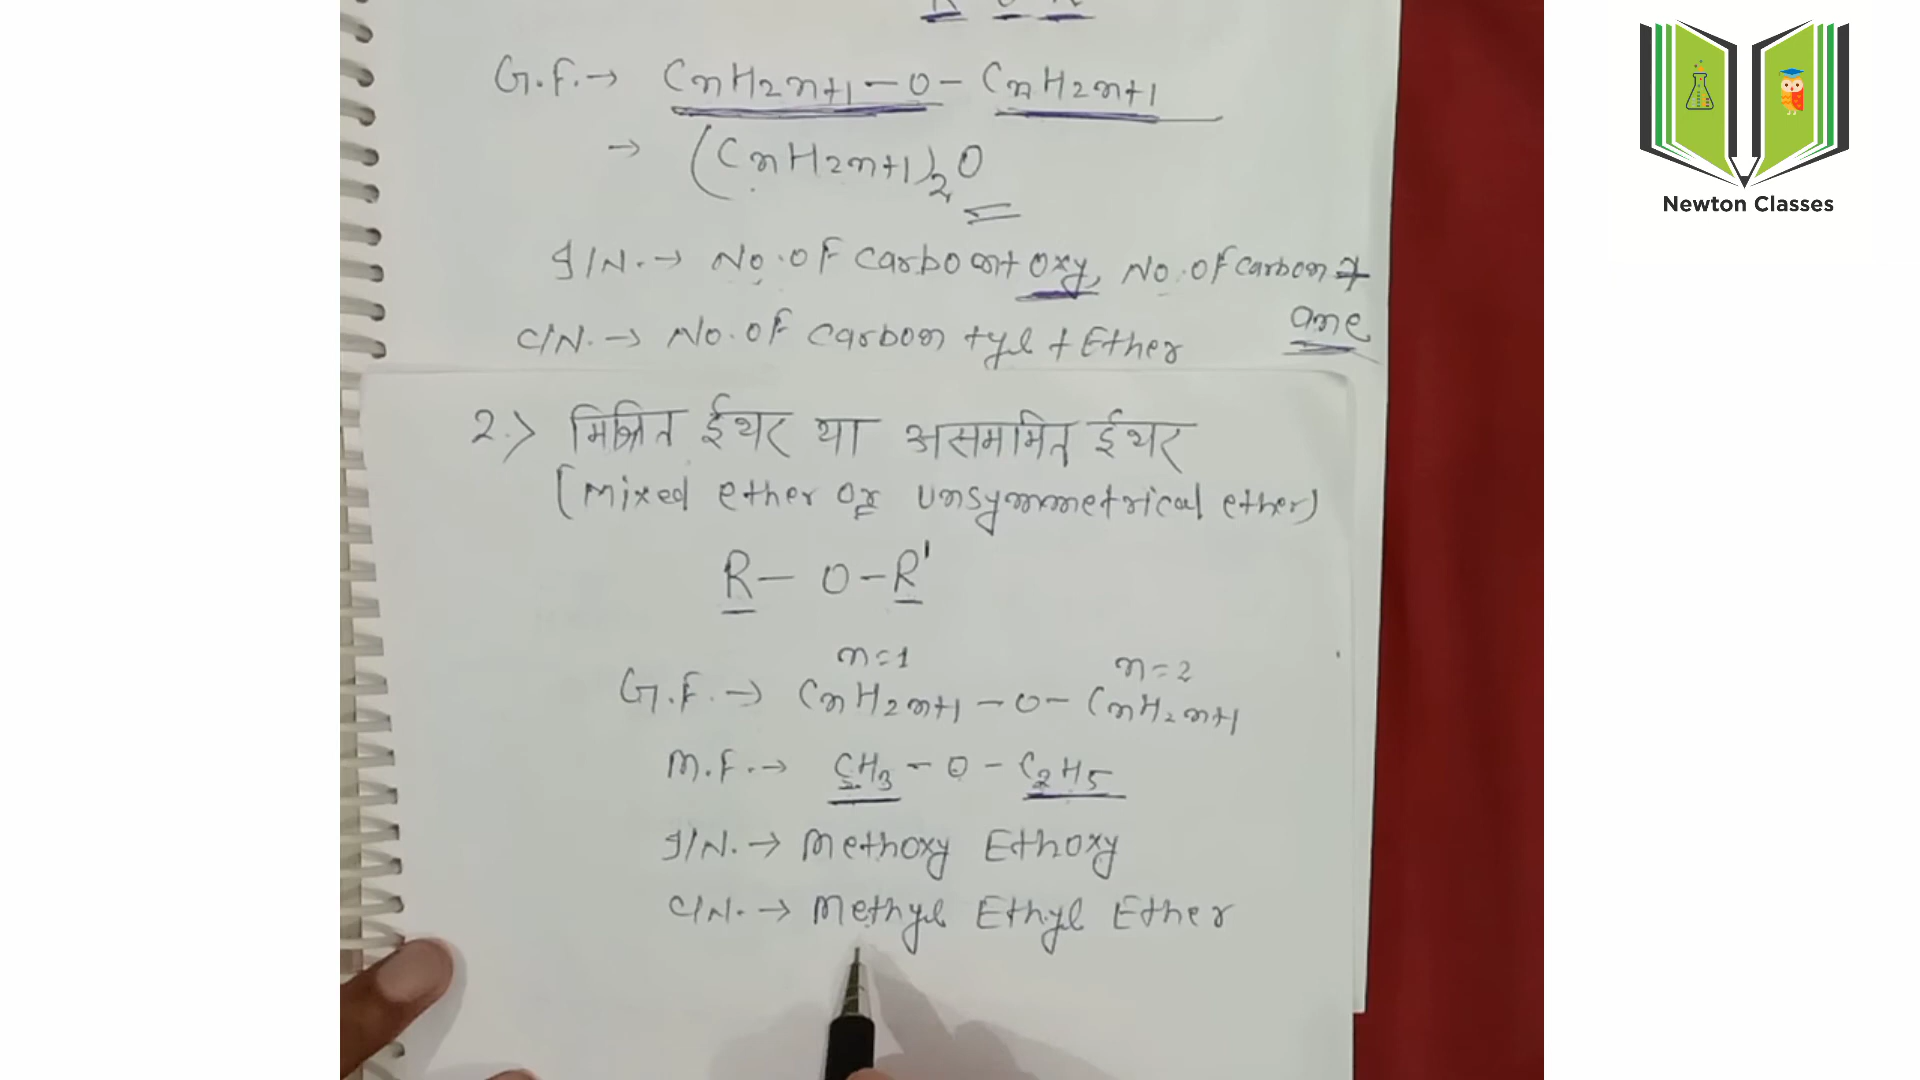 G.F.→ CnH2n+1 — O — CnH2n+1
→ (CnH2n+1)2O
I/N.→ No. of carbon + oxy, No. of carbon +
ane
C/N.→ No. of carbon + yl + Ether
2.> मिश्रित ईथर या असममित ईथर
(Mixed ether or unsymmetrical ether)
R — O — R'
n=1 n=2
G.F.→ CnH2n+1 — O — CnH2n+1
M.F.→ CH3 — O — C2H5
I/N.→ Methoxy Ethoxy
C/N.→ Methyl Ethyl Ether
Newton Classes